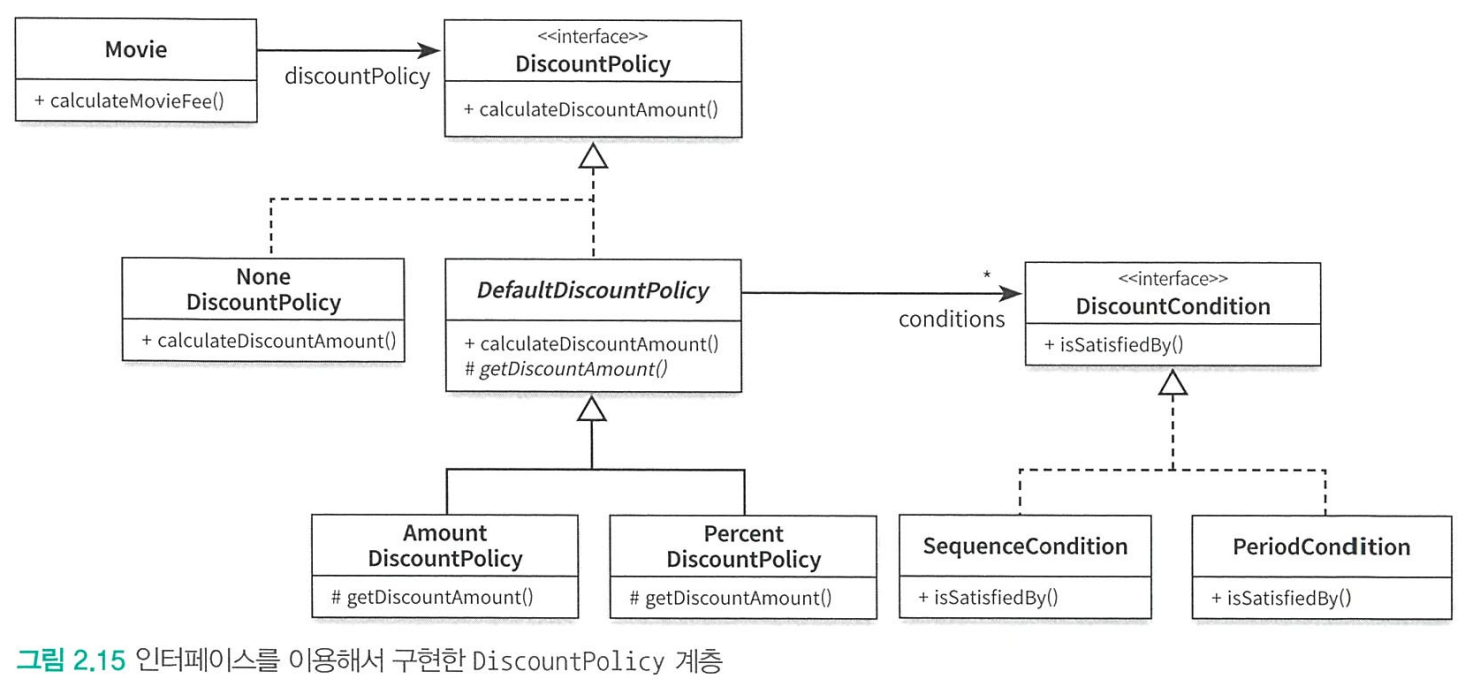 Movie
+ calculateMovieFee()
discountPolicy
<<interface>>
DiscountPolicy
+ calculateDiscountAmount()
None
DiscountPolicy
+ calculateDiscountAmount()
DefaultDiscountPolicy
+ calculateDiscountAmount()
# getDiscountAmount()
*
conditions
<<interface>>
DiscountCondition
+ isSatisfiedBy()
Amount
DiscountPolicy
# getDiscountAmount()
Percent
DiscountPolicy
# getDiscountAmount()
SequenceCondition
+ isSatisfiedBy()
PeriodCondition
+ isSatisfiedBy()
그림 2.15 인터페이스를 이용해서 구현한 DiscountPolicy 계층